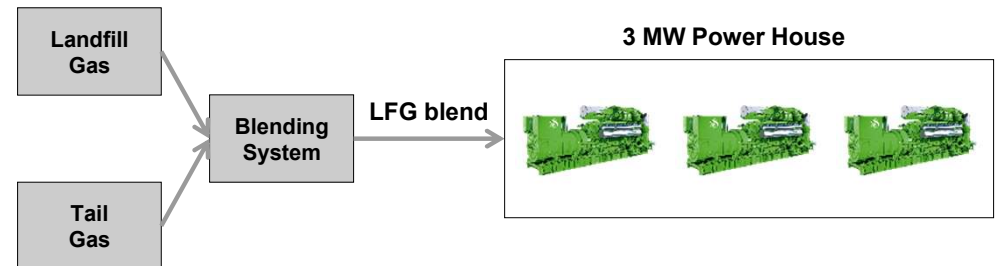 Landfill
Gas
3 MW Power House
LFG blend
Blending
System
Tail
Gas